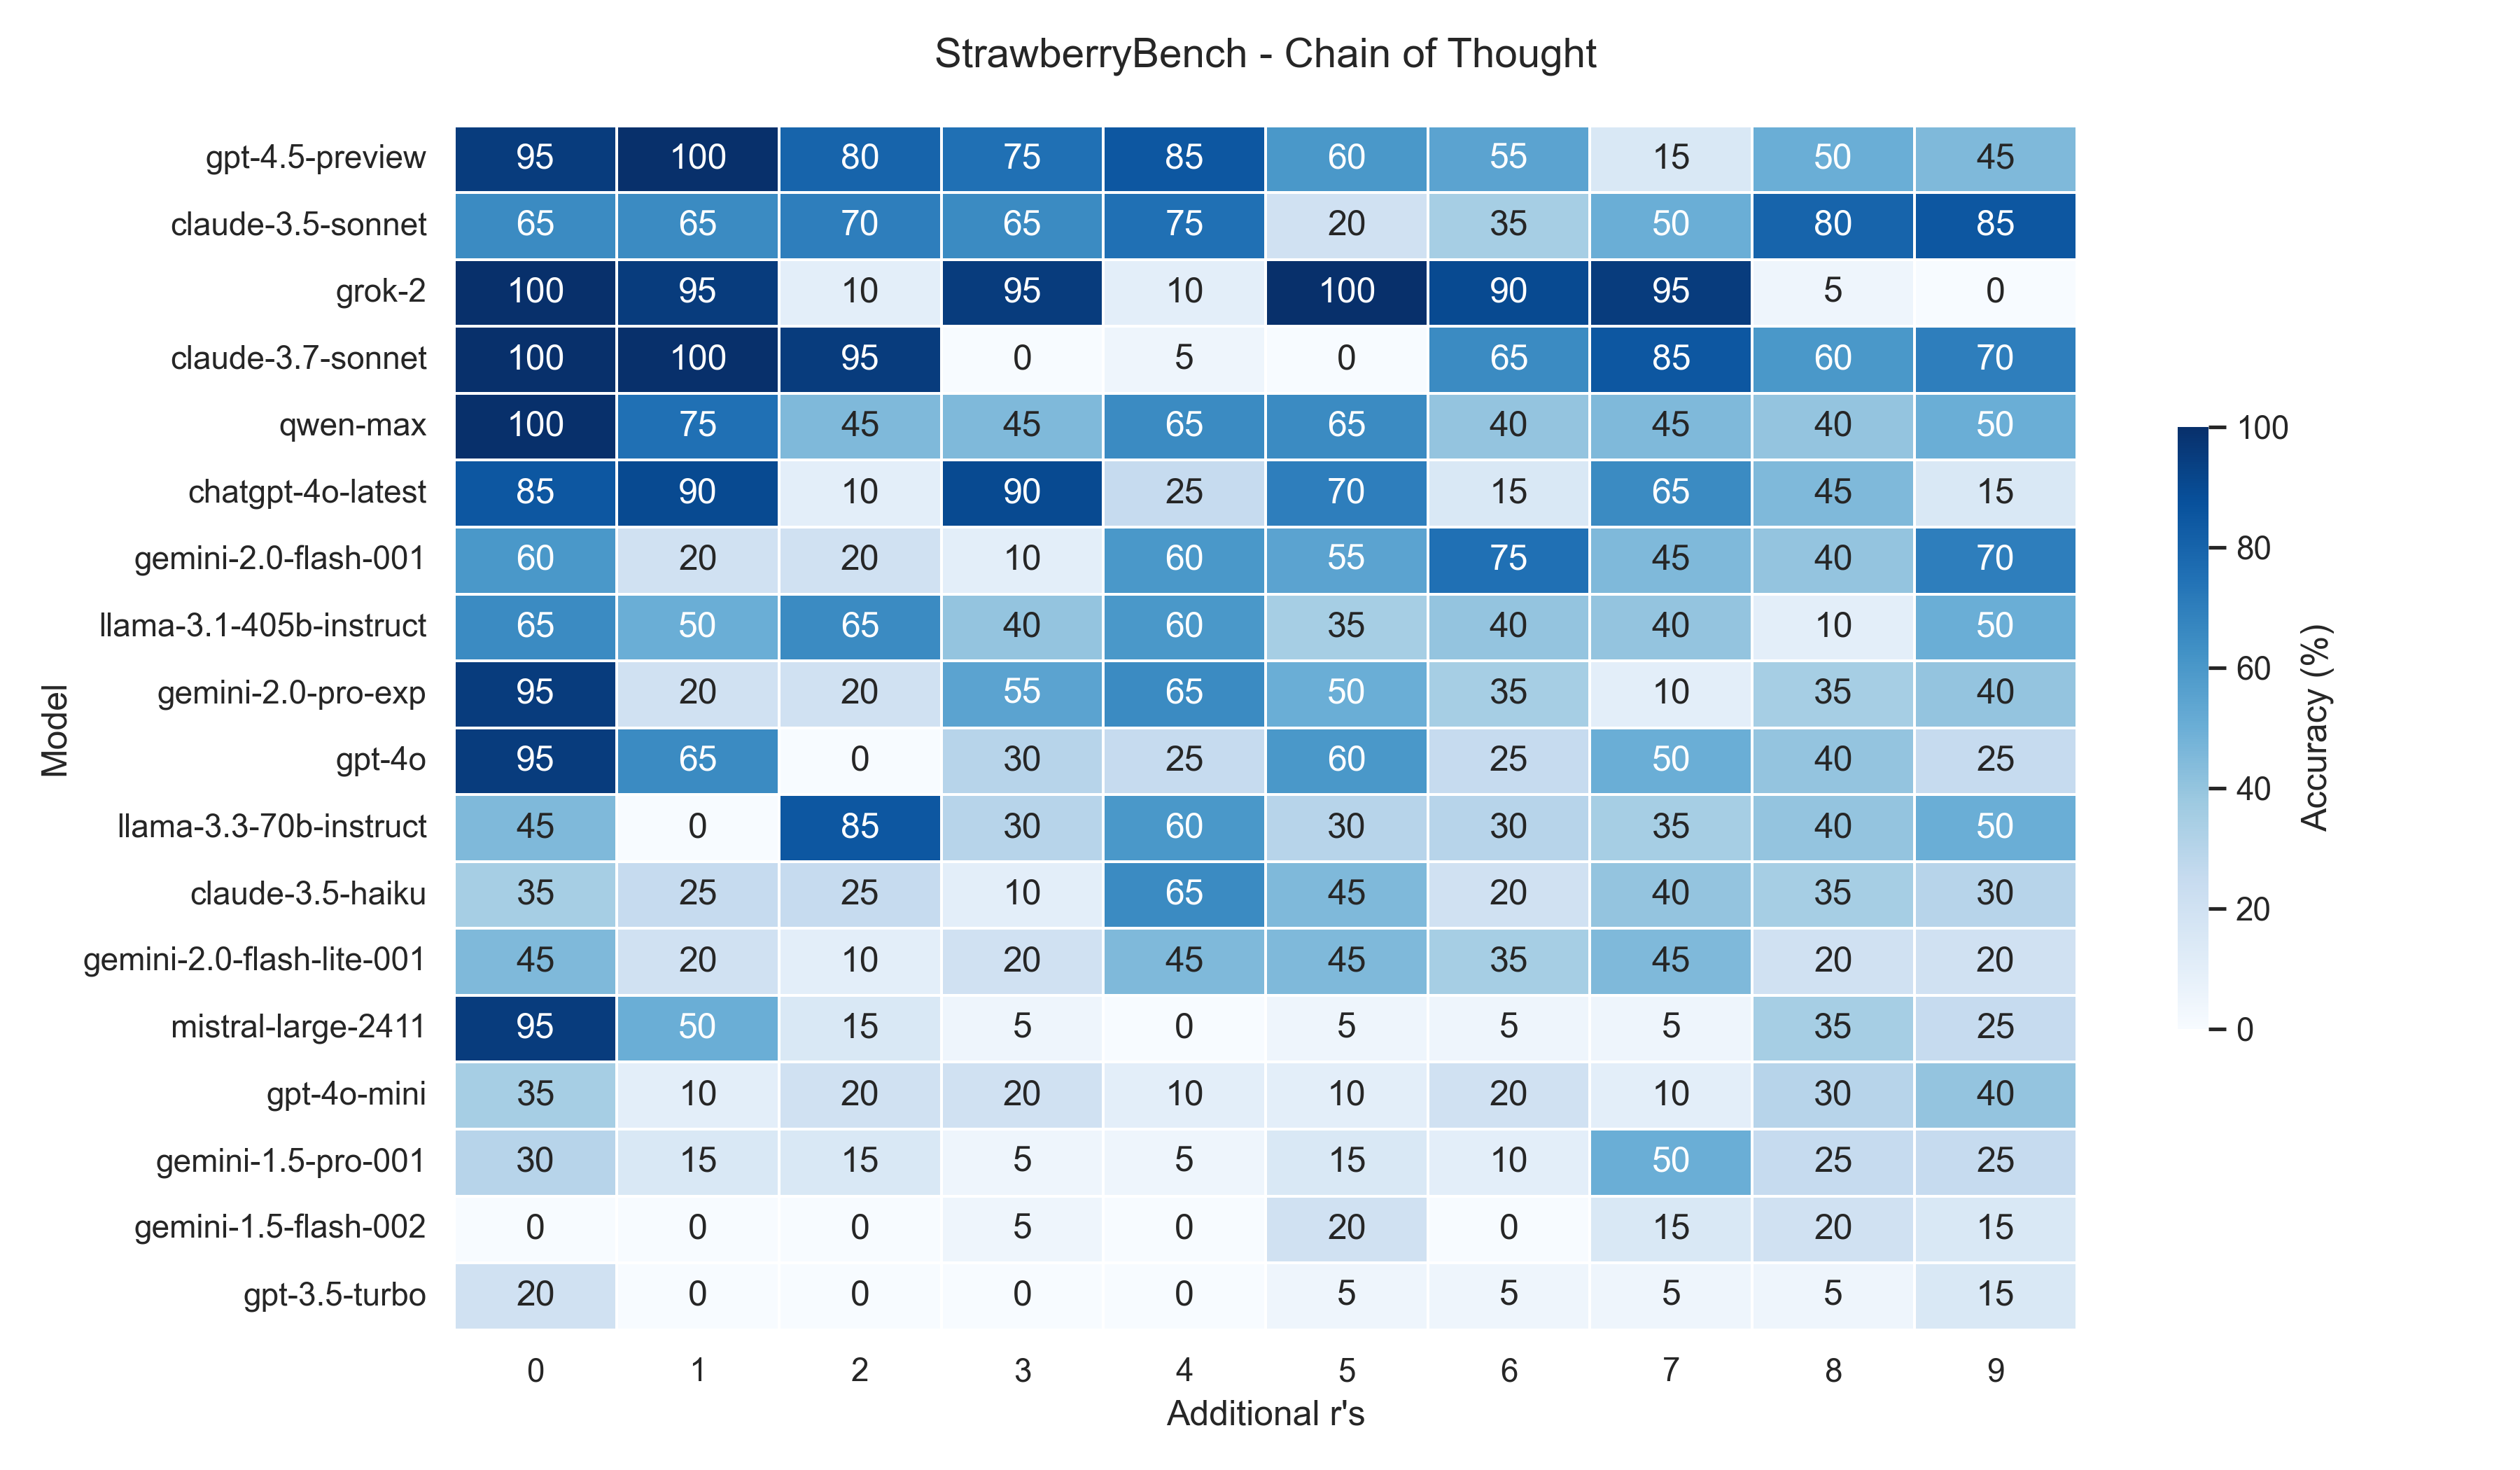 StrawberryBench - Chain of Thought
gpt-4.5-preview 95 100 80 75 85 60 55 15 50 45
claude-3.5-sonnet 65 65 70 65 75 20 35 50 80 85
grok-2 100 95 10 95 10 100 90 95 5 0
claude-3.7-sonnet 100 100 95 0 5 0 65 85 60 70
qwen-max 100 75 45 45 65 65 40 45 40 50
chatgpt-4o-latest 85 90 10 90 25 70 15 65 45 15
gemini-2.0-flash-001 60 20 20 10 60 55 75 45 40 70
llama-3.1-405b-instruct 65 50 65 40 60 35 40 40 10 50
gemini-2.0-pro-exp 95 20 20 55 65 50 35 10 35 40
gpt-4o 95 65 0 30 25 60 25 50 40 25
llama-3.3-70b-instruct 45 0 85 30 60 30 30 35 40 50
claude-3.5-haiku 35 25 25 10 65 45 20 40 35 30
gemini-2.0-flash-lite-001 45 20 10 20 45 45 35 45 20 20
mistral-large-2411 95 50 15 5 0 5 5 5 35 25
gpt-4o-mini 35 10 20 20 10 10 20 10 30 40
gemini-1.5-pro-001 30 15 15 5 5 15 10 50 25 25
gemini-1.5-flash-002 0 0 0 5 0 20 0 15 20 15
gpt-3.5-turbo 20 0 0 0 0 5 5 5 5 15
0 1 2 3 4 5 6 7 8 9
Additional r's
Model
100
80
60
40
20
0
Accuracy (%)